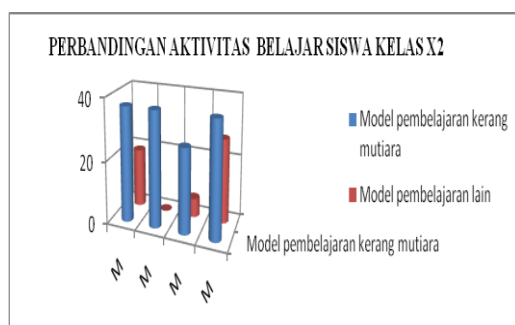 PERBANDINGAN AKTIVITAS BELAJAR SISWA KELAS X2
40
20
0
M
M
M
M
Model pembelajaran kerang
mutiara
Model pembelajaran lain
Model pembelajaran kerang mutiara